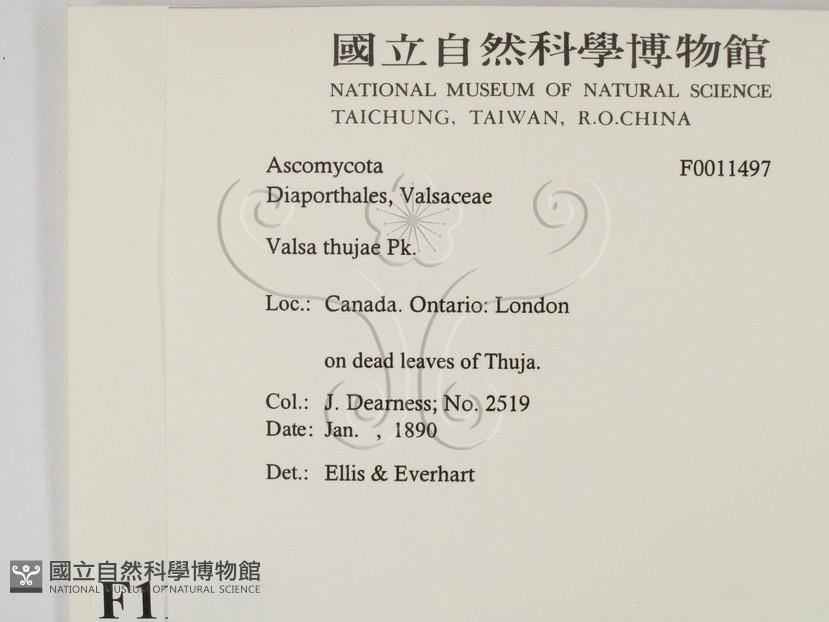 國立自然科學博物館
NATIONAL MUSEUM OF NATURAL SCIENCE
TAICHUNG, TAIWAN, R.O.CHINA
Ascomycota F0011497
Diaporthales, Valsaceae
Valsa thujae Pk.
Loc.: Canada. Ontario: London
on dead leaves of Thuja.
Col.: J. Dearness; No. 2519
Date: Jan. , 1890
Det.: Ellis & Everhart
國立自然科學博物館
NATIONAL MUSEUM OF NATURAL SCIENCE
F1